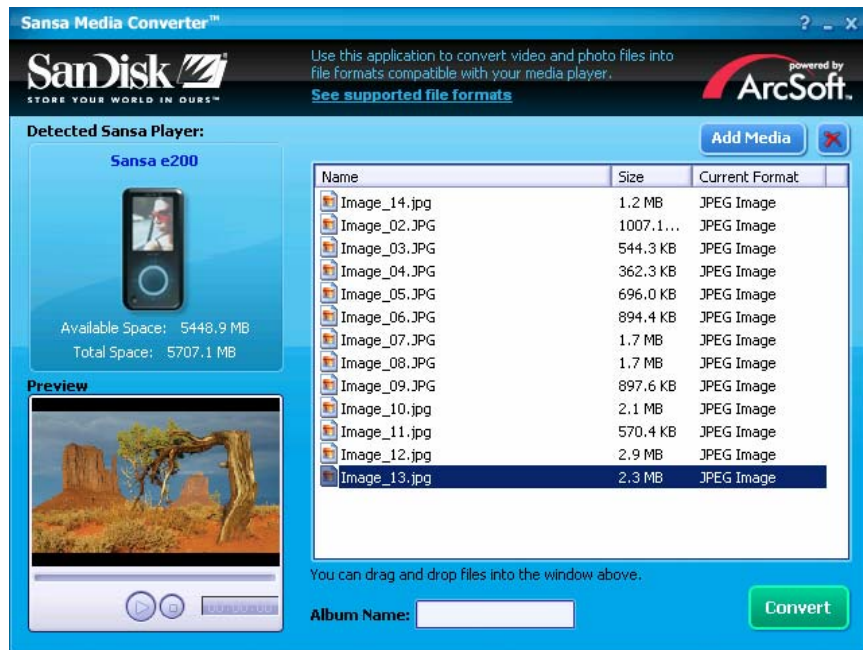 Sansa Media Converter™
? - X
SanDisk
STORE YOUR WORLD IN OURS™
Use this application to convert video and photo files into
file formats compatible with your media player.
See supported file formats
powered by
ArcSoft.
Detected Sansa Player:
Add Media
Sansa e200
Available Space: 5448.9 MB
Total Space: 5707.1 MB
Name Size Current Format
Image_14.jpg 1.2 MB JPEG Image
Image_02.JPG 1007.1... JPEG Image
Image_03.JPG 544.3 KB JPEG Image
Image_04.JPG 362.3 KB JPEG Image
Image_05.JPG 696.0 KB JPEG Image
Image_06.JPG 894.4 KB JPEG Image
Image_07.JPG 1.7 MB JPEG Image
Image_08.JPG 1.7 MB JPEG Image
Image_09.JPG 897.6 KB JPEG Image
Image_10.jpg 2.1 MB JPEG Image
Image_11.jpg 570.4 KB JPEG Image
Image_12.jpg 2.9 MB JPEG Image
Image_13.jpg 2.3 MB JPEG Image
Preview
00:00:00
You can drag and drop files into the window above.
Album Name:
Convert